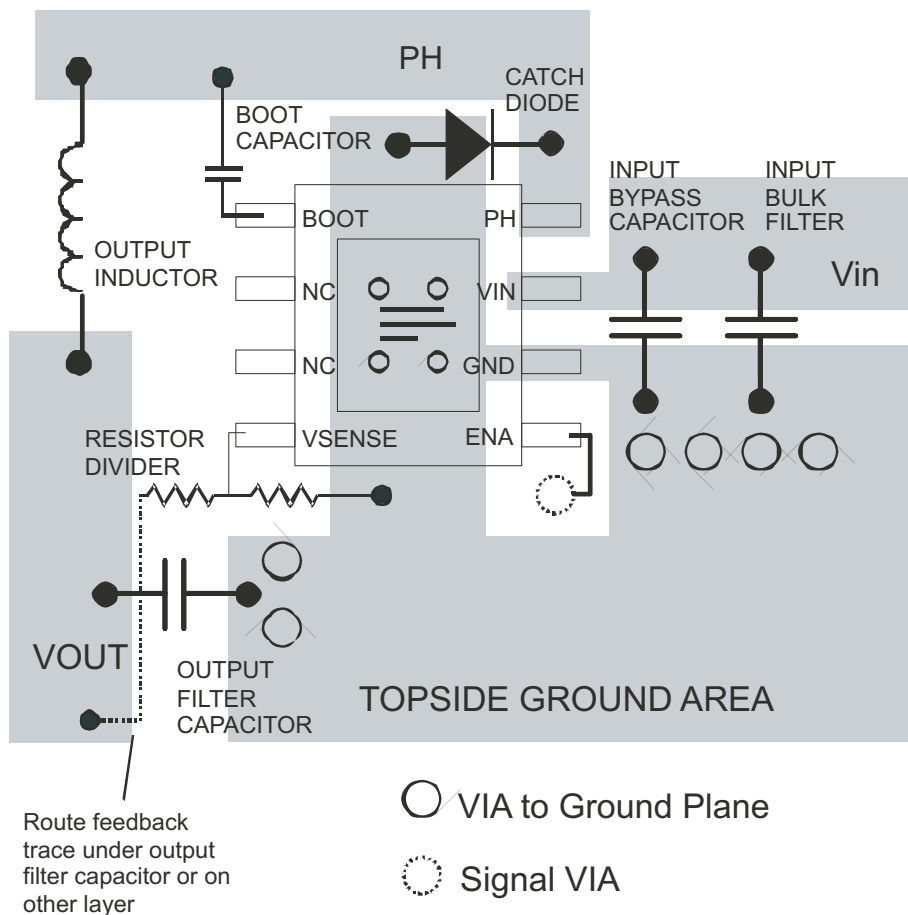 PH
CATCH
DIODE
BOOT
CAPACITOR
INPUT
BYPASS
CAPACITOR
INPUT
BULK
FILTER
BOOT
PH
OUTPUT
INDUCTOR
NC
VIN
Vin
NC
GND
RESISTOR
DIVIDER
VSENSE
ENA
VOUT
OUTPUT
FILTER
CAPACITOR
TOPSIDE GROUND AREA
Route feedback
trace under output
filter capacitor or on
other layer
VIA to Ground Plane
Signal VIA